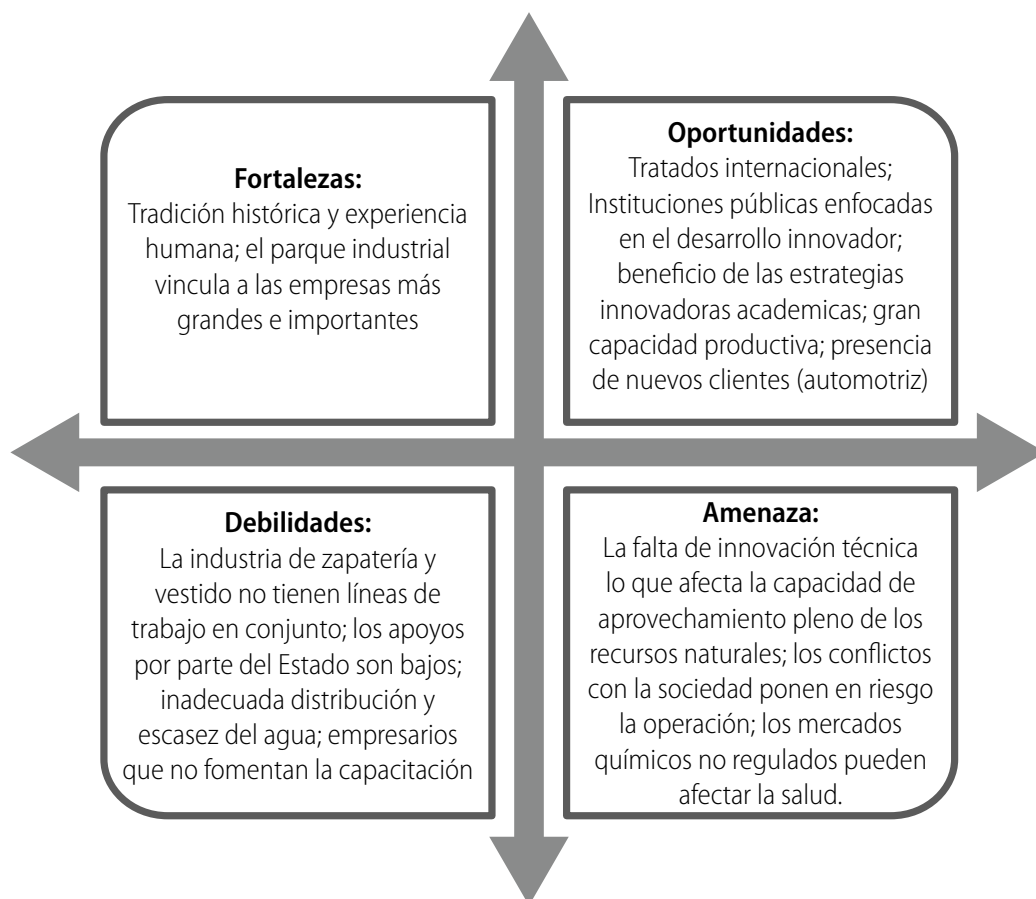 Fortalezas:
Tradición histórica y experiencia
humana; el parque industrial
vincula a las empresas más
grandes e importantes
Oportunidades:
Tratados internacionales;
Instituciones públicas enfocadas
en el desarrollo innovador;
beneficio de las estrategias
innovadoras academicas; gran
capacidad productiva; presencia
de nuevos clientes (automotriz)
Debilidades:
La industria de zapatería y
vestido no tienen líneas de
trabajo en conjunto; los apoyos
por parte del Estado son bajos;
inadecuada distribución y
escasez del agua; empresarios
que no fomentan la capacitación
Amenaza:
La falta de innovación técnica
lo que afecta la capacidad de
aprovechamiento pleno de los
recursos naturales; los conflictos
con la sociedad ponen en riesgo
la operación; los mercados
químicos no regulados pueden
afectar la salud.